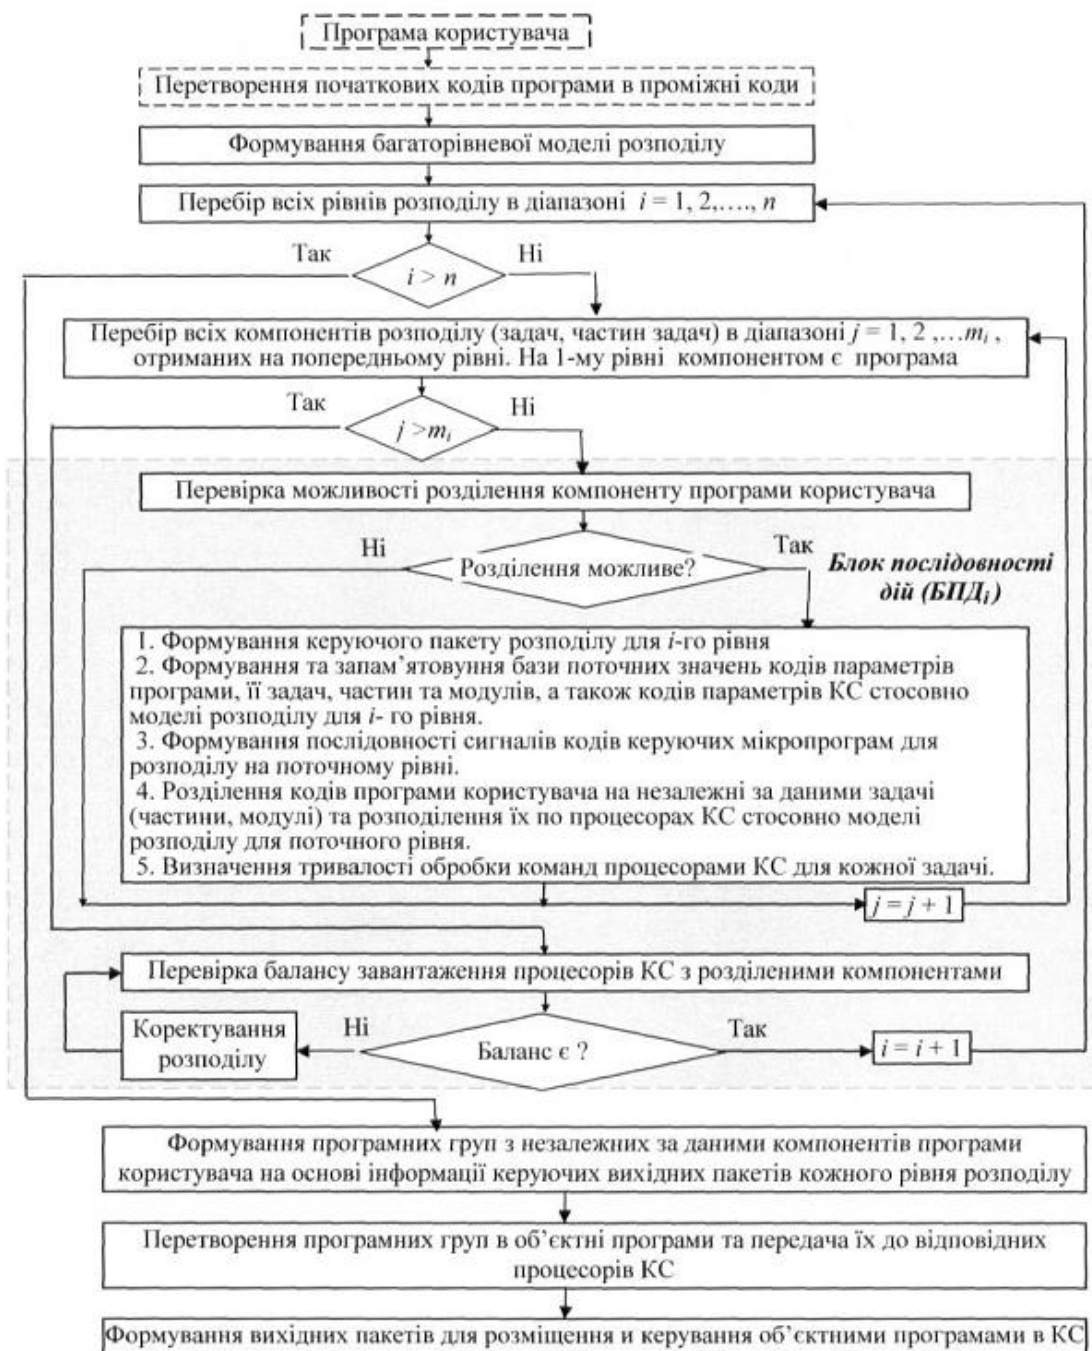 Програма користувача
Перетворення початкових кодів програми в проміжні коди
Формування багаторівневої моделі розподілу
Перебір всіх рівнів розподілу в діапазоні i = 1, 2,…., n
Так
Ні
i > n
Перебір всіх компонентів розподілу (задач, частин задач) в діапазоні j = 1, 2 ,…mᵢ ,
отриманих на попередньому рівні. На 1-му рівні компонентом є програма
Так
Ні
j >mᵢ
Перевірка можливості розділення компоненту програми користувача
Ні
Так
Розділення можливе?
Блок послідовності
дій (БПДᵢ)
1. Формування керуючого пакету розподілу для i-го рівня
2. Формування та запам’ятовуння бази поточних значень кодів параметрів
програми, її задач, частин та модулів, а також кодів параметрів КС стосовно
моделі розподілу для i- го рівня.
3. Формування послідовності сигналів кодів керуючих мікропрограм для
розподілу на поточному рівні.
4. Розділення кодів програми користувача на незалежні за даними задачі
(частини, модулі) та розподілення їх по процесорах КС стосовно моделі
розподілу для поточного рівня.
5. Визначення тривалості обробки команд процесорами КС для кожної задачі.
j = j + 1
Перевірка балансу завантаження процесорів КС з розділеними компонентами
Коректування
розподілу
Ні
Так
Баланс є ?
i = i + 1
Формування програмних груп з незалежних за даними компонентів програми
користувача на основі інформації керуючих вихідних пакетів кожного рівня розподілу
Перетворення програмних груп в об’єктні програми та передача їх до відповідних
процесорів КС
Формування вихідних пакетів для розміщення и керування об’єктними програмами в КС